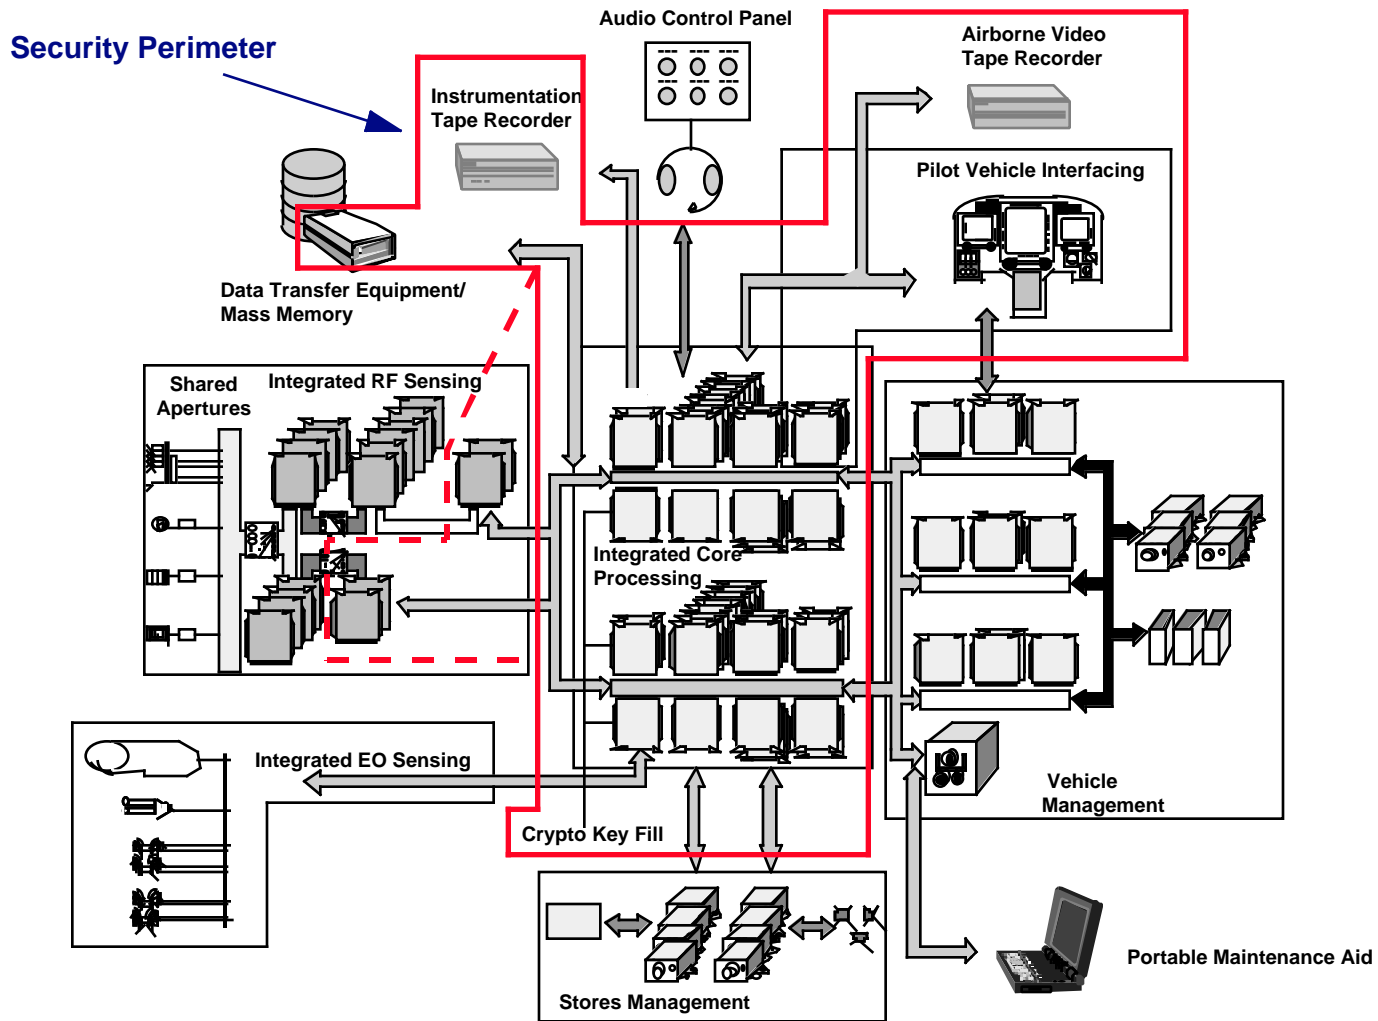 Audio Control Panel
Airborne Video
Tape Recorder
Security Perimeter
Instrumentation
Tape Recorder
Pilot Vehicle Interfacing
Data Transfer Equipment/
Mass Memory
Shared
Apertures
Integrated RF Sensing
Integrated Core
Processing
Integrated EO Sensing
Vehicle
Management
Crypto Key Fill
Portable Maintenance Aid
Stores Management